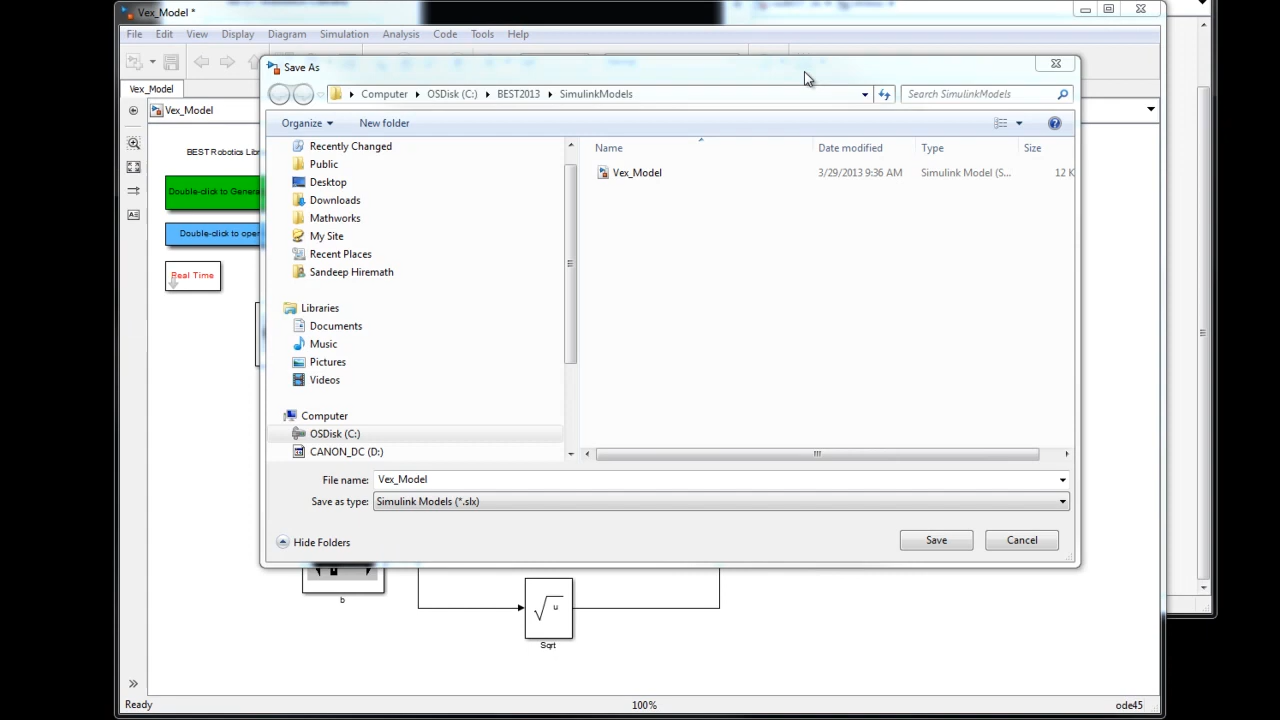 Vex_Model *
File Edit View Display Diagram Simulation Analysis Code Tools Help
Vex_Model
Vex_Model
BEST Robotics Libr
Double-click to Genera
Double-click to oper
Real Time
Save As
Computer OSDisk (C:) BEST2013 SimulinkModels
Search SimulinkModels
Organize New folder
Recently Changed
Public
Desktop
Downloads
Mathworks
My Site
Recent Places
Sandeep Hiremath
Libraries
Documents
Music
Pictures
Videos
Computer
OSDisk (C:)
CANON_DC (D:)
Name Date modified Type Size
Vex_Model 3/29/2013 9:36 AM Simulink Model (S... 12 K
File name: Vex_Model
Save as type: Simulink Models (*.slx)
Hide Folders Save Cancel
b
√u
Sqrt
Ready 100% ode45